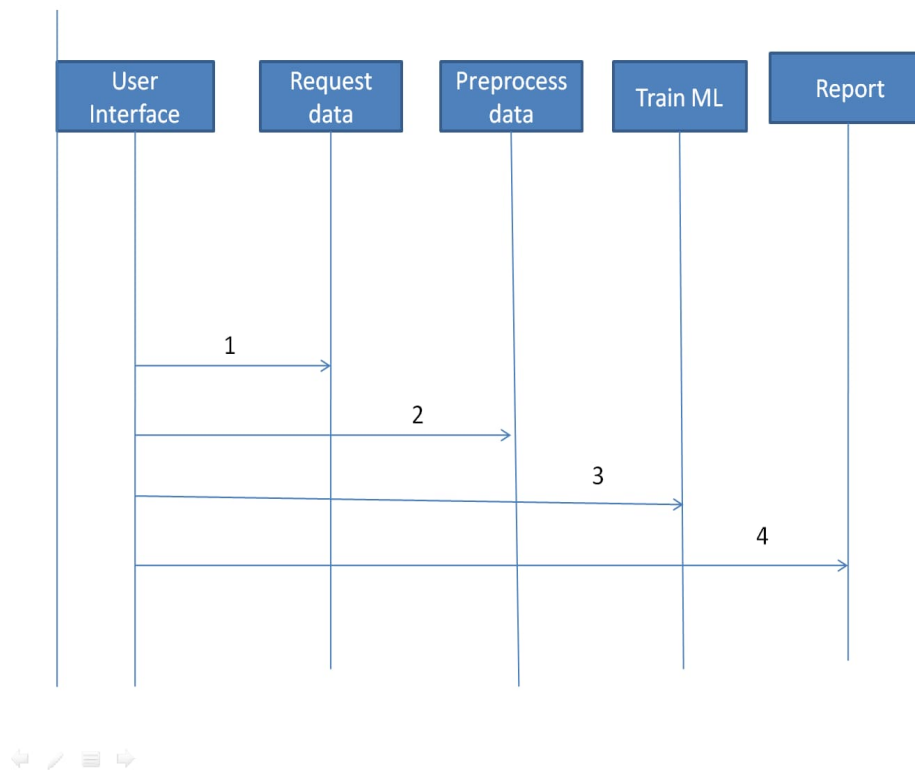 User
Interface
Request
data
Preprocess
data
Train ML
Report
1
2
3
4